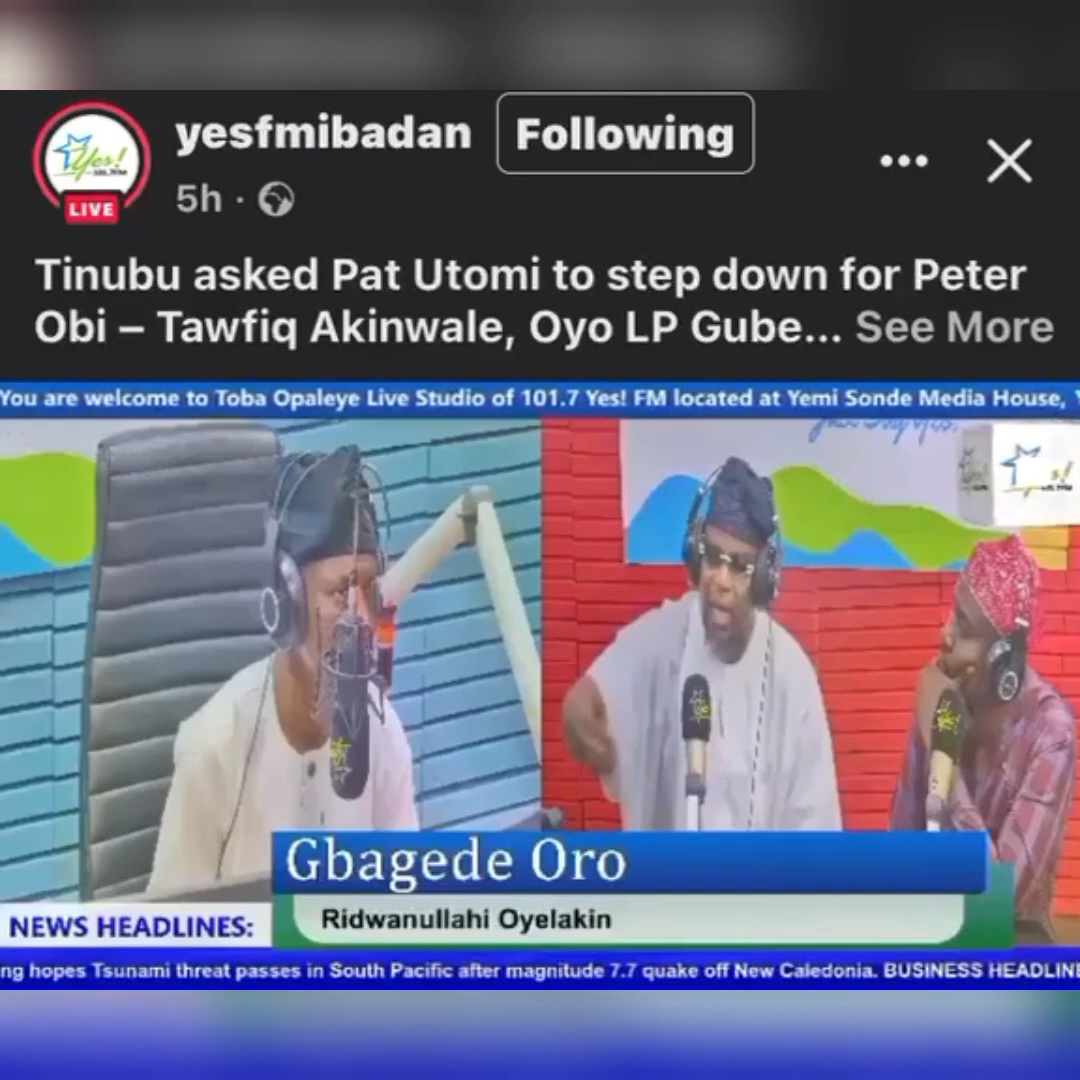 yesfmibadan
Following
LIVE
5h ·
Tinubu asked Pat Utomi to step down for Peter
Obi – Tawfiq Akinwale, Oyo LP Gube... See More
You are welcome to Toba Opaleye Live Studio of 101.7 Yes! FM located at Yemi Sonde Media House,
Gbagede Oro
Ridwanullahi Oyelakin
NEWS HEADLINES:
ng hopes Tsunami threat passes in South Pacific after magnitude 7.7 quake off New Caledonia. BUSINESS HEADLINE